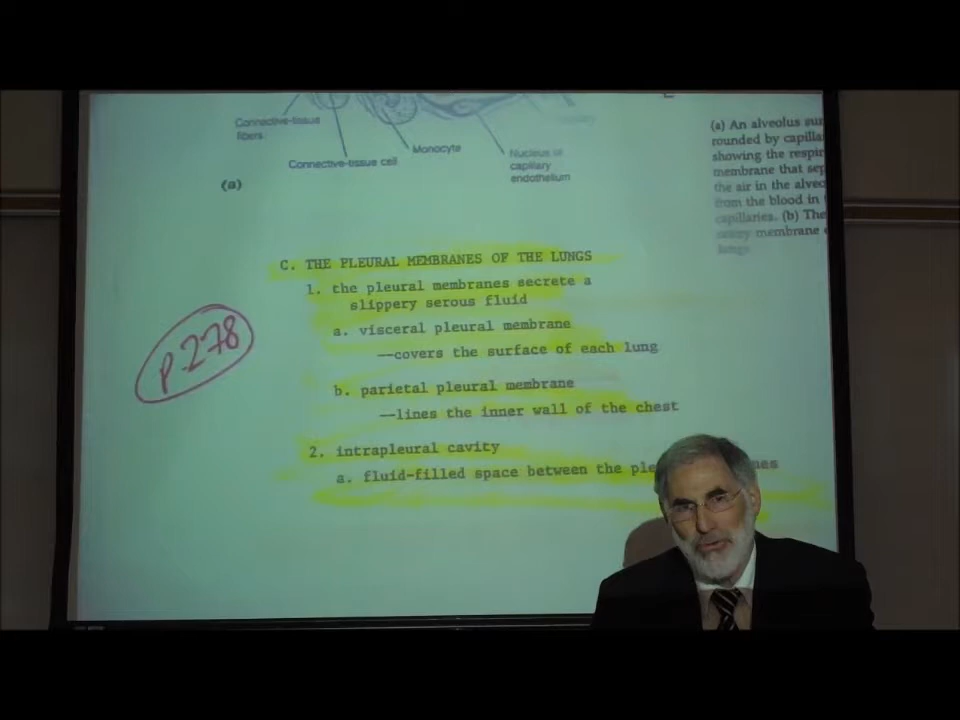 Connective-tissue
fibers
Connective-tissue cell
Monocyte
Nucleus of
capillary
endothelium
(a)
(a) An alveolus sur
rounded by capilla
showing the respir
membrane that sep
the air in the alveo
from the blood in
capillaries. (b) The
membrane
lungs
C. THE PLEURAL MEMBRANES OF THE LUNGS
1. the pleural membranes secrete a
slippery serous fluid
a. visceral pleural membrane
--covers the surface of each lung
P.278
b. parietal pleural membrane
--lines the inner wall of the chest
2. intrapleural cavity
a. fluid-filled space between the ple